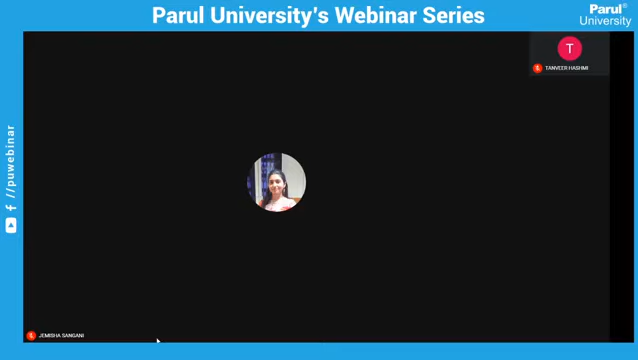 Parul University's Webinar Series
Parul®
University
T
TANVEER HASHMI
f //puwebinar
JEMISHA SANGANI